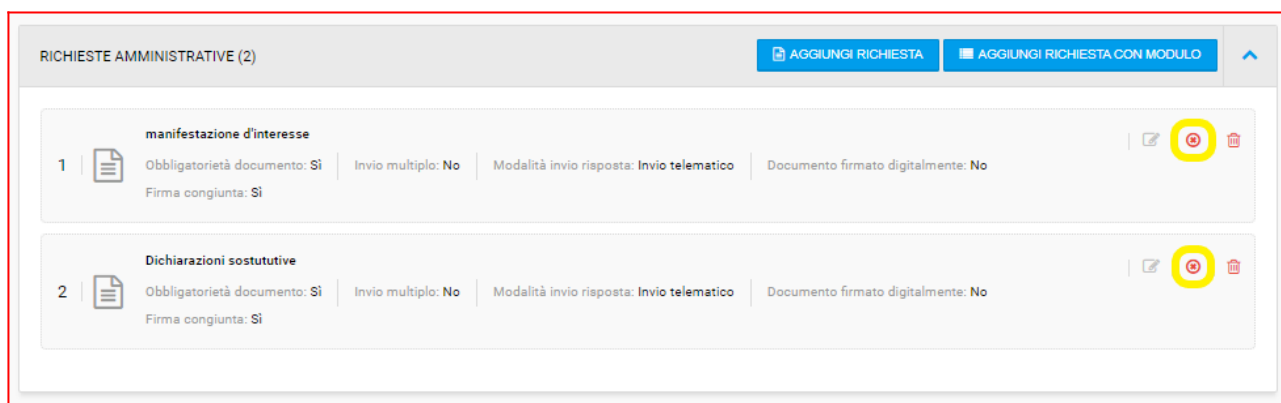 RICHIESTE AMMINISTRATIVE (2)
AGGIUNGI RICHIESTA
AGGIUNGI RICHIESTA CON MODULO
1
manifestazione d'interesse
Obbligatorietà documento: Sì
Invio multiplo: No
Modalità invio risposta: Invio telematico
Documento firmato digitalmente: No
Firma congiunta: Sì
2
Dichiarazioni sostututive
Obbligatorietà documento: Sì
Invio multiplo: No
Modalità invio risposta: Invio telematico
Documento firmato digitalmente: No
Firma congiunta: Sì